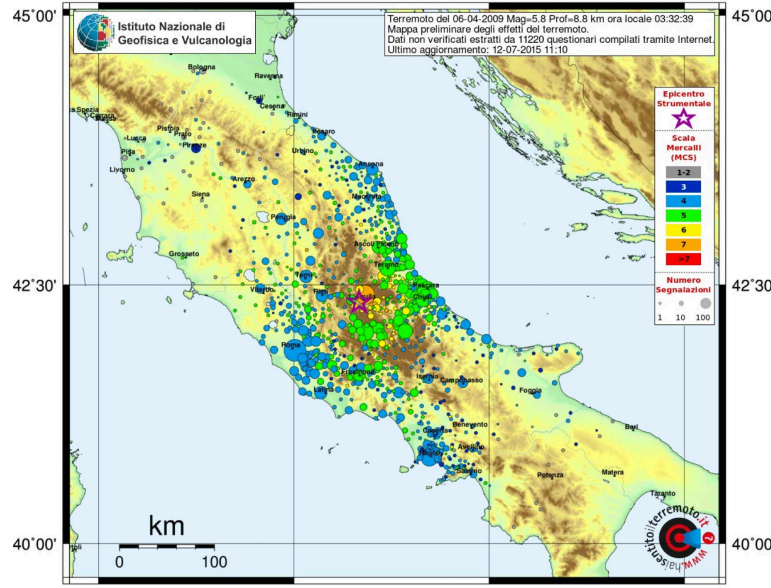 45°00'
Istituto Nazionale di
Geofisica e Vulcanologia
Terremoto del 06-04-2009 Mag=5.8 Prof=8.8 km ora locale 03:32:39
Mappa preliminare degli effetti del terremoto.
Dati non verificati estratti da 11220 questionari compilati tramite Internet.
Ultimo aggiornamento: 12-07-2015 11:10
45°
Bologna
Ravenna
Forli'
Cesena
Rimini
a Spezia
Carrara
Massa
Pistoia
Prato
Lucca
Firenze
Pisa
Pesaro
Urbino
Livorno
Ancona
Arezzo
Macerata
Siena
Perugia
Ascoli Piceno
Grosseto
Teramo
Terni
Viterbo
Rieti
Pescara
Chieti
42°30'
42°
Roma
Isernia
Campobasso
Frosinone
Latina
Foggia
Caserta
Benevento
Bari
Avellino
Napoli
Salerno
Potenza
Matera
Taranto
Epicentro
Strumentale
Scala
Mercalli
(MCS)
1-2
3
4
5
6
7
>7
Numero
Segnalazioni
1 10 100
km
0 100
40°00'
40°
www.haisentitoilterremoto.it